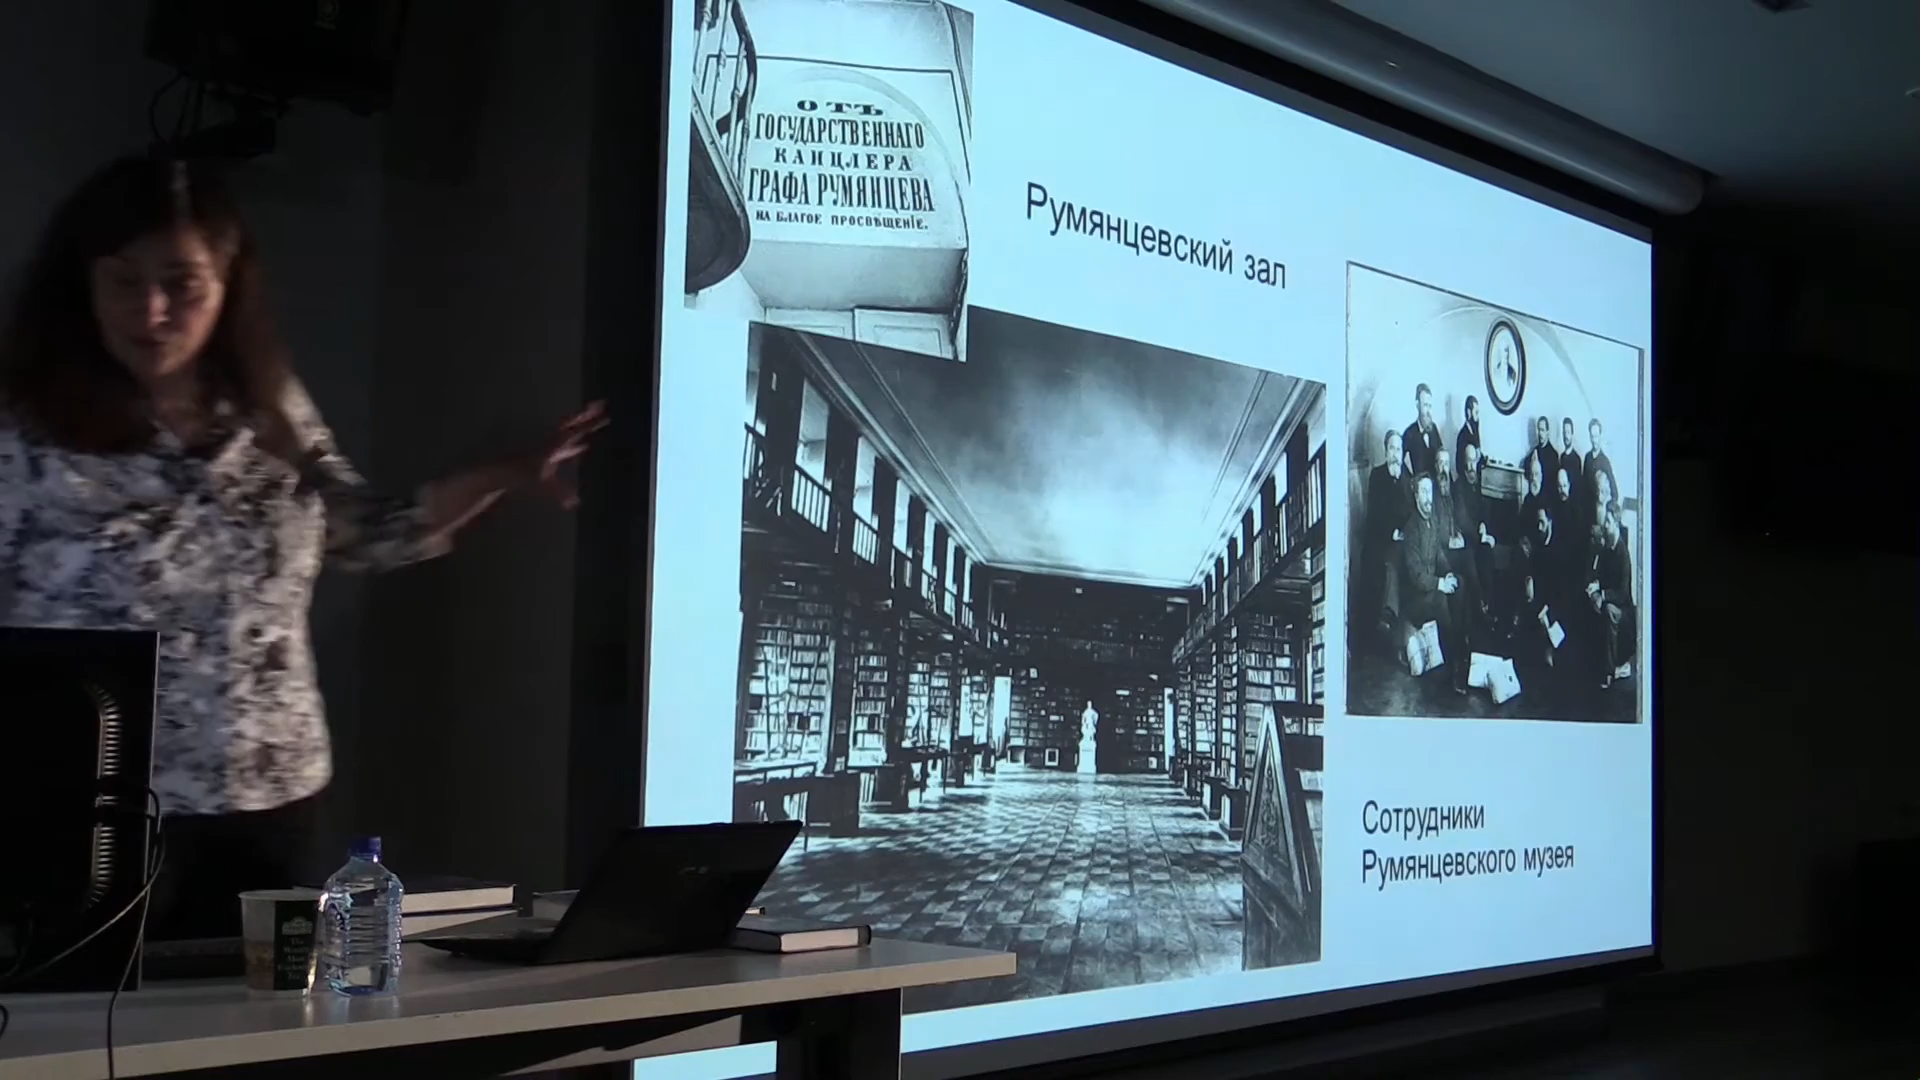 ОТЪ
ГОСУДАРСТВЕННАГО
КАНЦЛЕРА
ГРАФА РУМЯНЦЕВА
НА БЛАГОЕ ПРОСВѢЩЕНІЕ.
Румянцевский зал
Сотрудники
Румянцевского музея